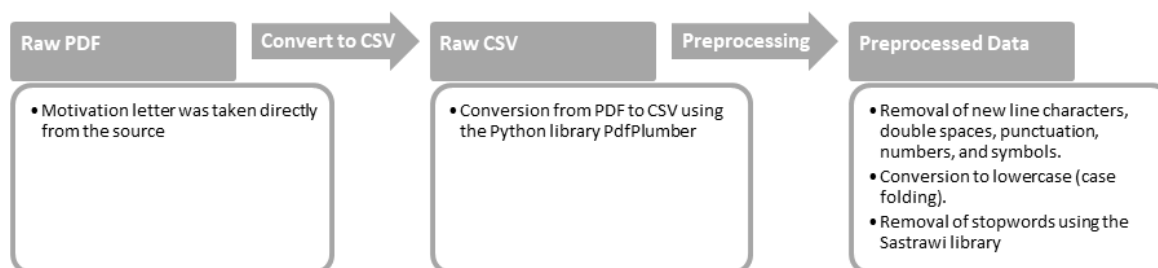 Raw PDF
Convert to CSV
Raw CSV
Preprocessing
Preprocessed Data
• Motivation letter was taken directly
from the source
• Conversion from PDF to CSV using
the Python library PdfPlumber
• Removal of new line characters,
double spaces, punctuation,
numbers, and symbols.
• Conversion to lowercase (case
folding).
• Removal of stopwords using the
Sastrawi library